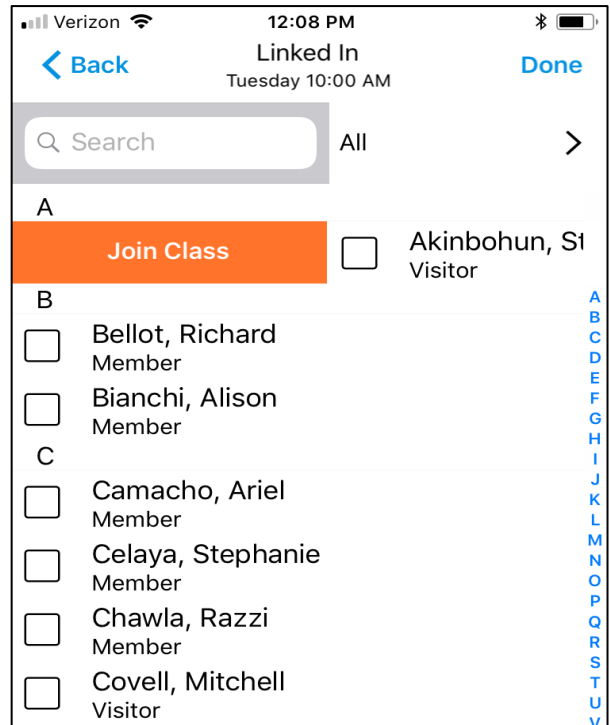 Verizon 12:08 PM
Back Linked In Done
Tuesday 10:00 AM
Search All
A
Join Class Akinbohun, St
Visitor
B
Bellot, Richard
Member
Bianchi, Alison
Member
C
Camacho, Ariel
Member
Celaya, Stephanie
Member
Chawla, Razzi
Member
Covell, Mitchell
Visitor
A
B
C
D
E
F
G
H
I
J
K
L
M
N
O
P
Q
R
S
T
U
V